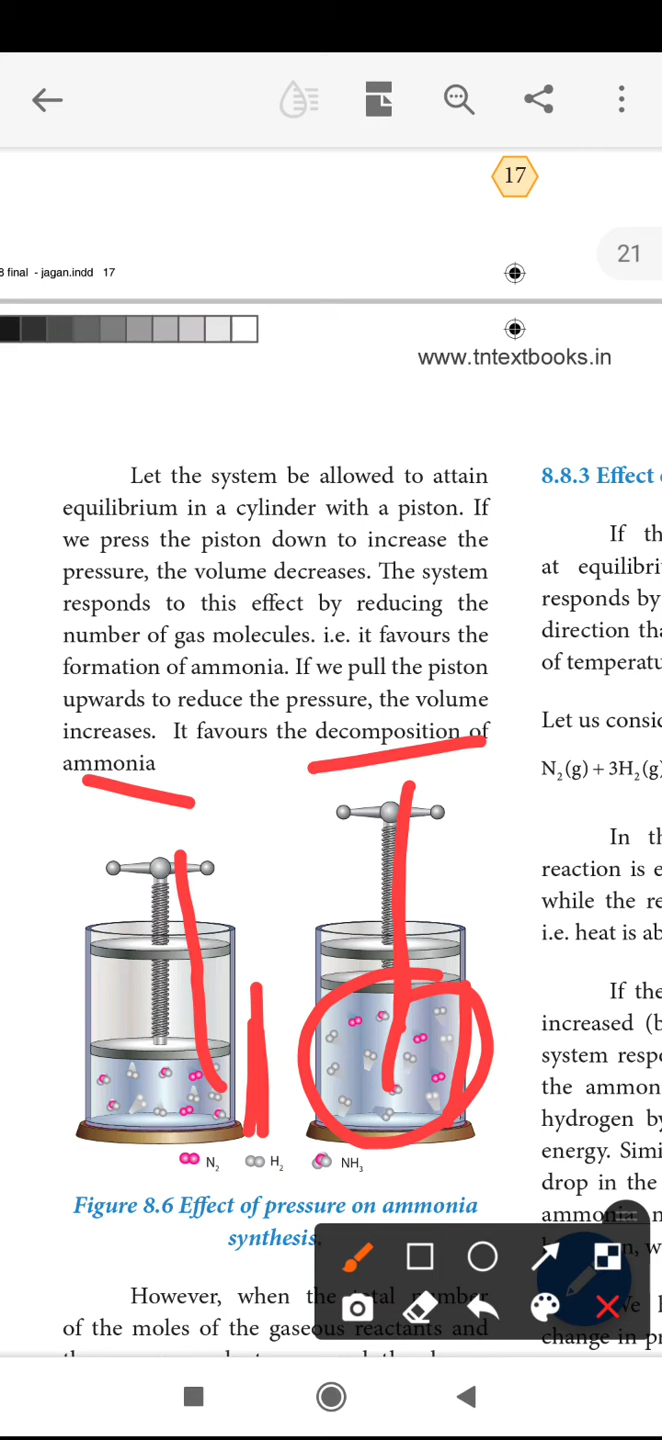 17
8 final - jagan.indd 17
21
www.tntextbooks.in
Let the system be allowed to attain
equilibrium in a cylinder with a piston. If
we press the piston down to increase the
pressure, the volume decreases. The system
responds to this effect by reducing the
number of gas molecules. i.e. it favours the
formation of ammonia. If we pull the piston
upwards to reduce the pressure, the volume
increases. It favours the decomposition of
ammonia
N₂ H₂ NH₃
Figure 8.6 Effect of pressure on ammonia
synthesis.
However, when the total number
of the moles of the gaseous reactants and
8.8.3 Effect
If th
at equilibri
responds by
direction tha
of temperatu
Let us consid
N₂(g) + 3H₂(g)
In th
reaction is e
while the re
i.e. heat is ab
If the
increased (b
system respo
the ammon
hydrogen by
energy. Simi
drop in the
ammonia
change in pr